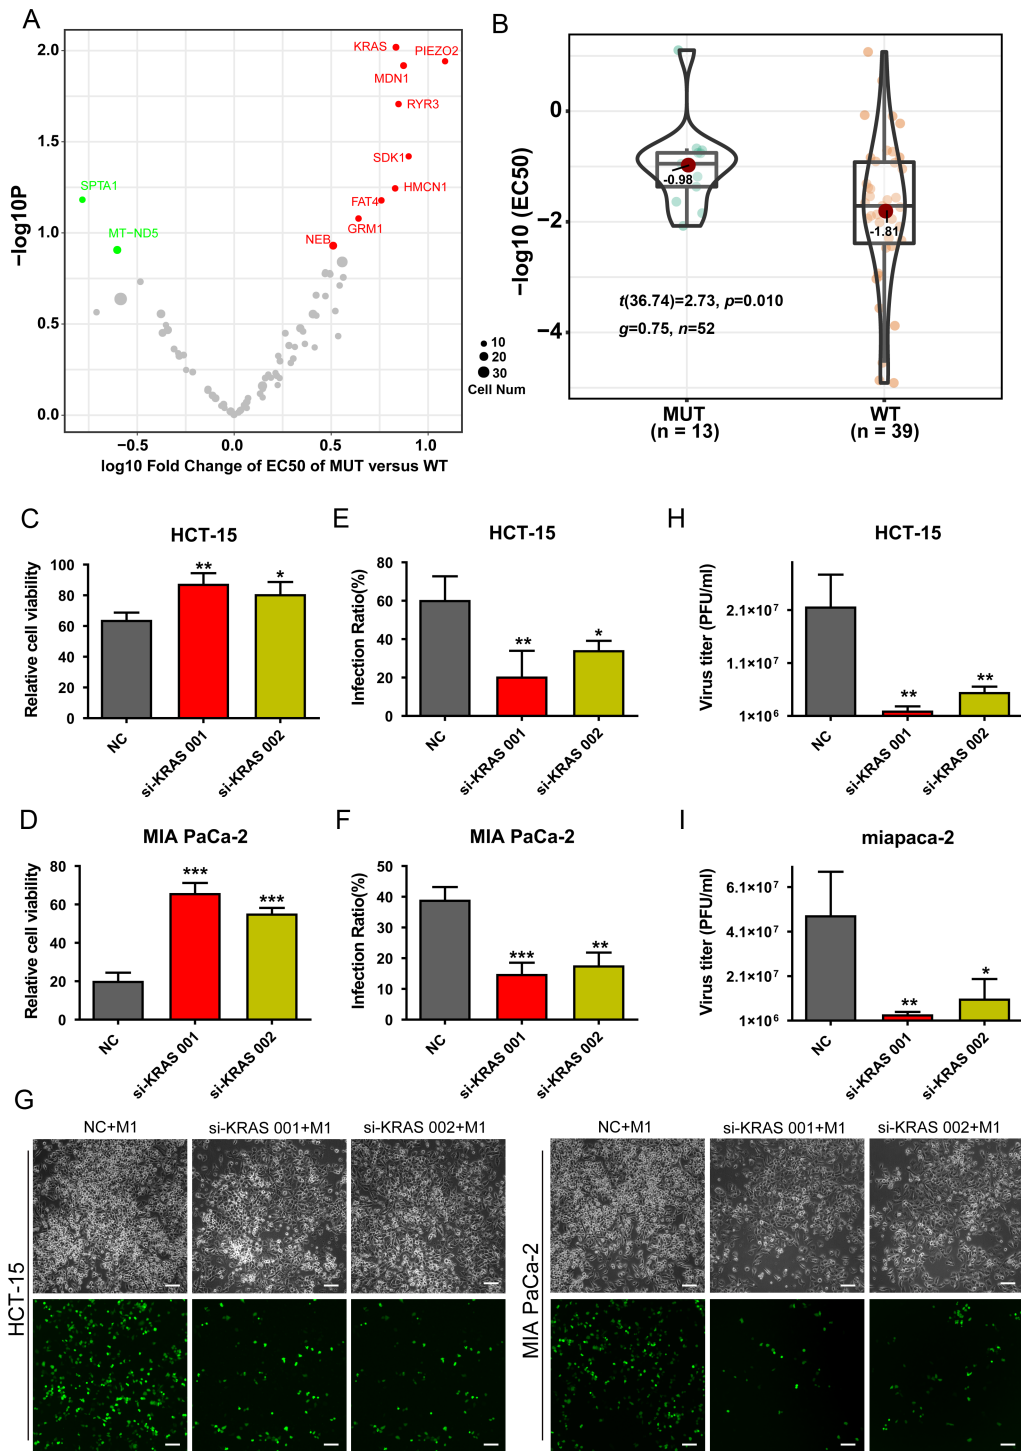 A
2.0
1.5
1.0
0.5
0.0
−log10P
KRAS
PIEZO2
MDN1
RYR3
SDK1
HMCN1
FAT4
GRM1
NEB
SPTA1
MT−ND5
−0.5
0.0
0.5
1.0
log10 Fold Change of EC50 of MUT versus WT
10
20
30
Cell Num
B
0
−2
−4
−log10 (EC50)
-0.98
-1.81
t(36.74)=2.73, p=0.010
g=0.75, n=52
MUT
(n = 13)
WT
(n = 39)
C
HCT-15
Relative cell viability
100
80
60
40
20
0
**
*
NC
si-KRAS 001
si-KRAS 002
E
HCT-15
Infection Ratio(%)
80
60
40
20
0
**
*
NC
si-KRAS 001
si-KRAS 002
H
HCT-15
Virus titer (PFU/ml)
2.1×10⁷
1.1×10⁷
1×10⁶
**
**
NC
si-KRAS 001
si-KRAS 002
D
MIA PaCa-2
Relative cell viability
80
60
40
20
0
***
***
NC
si-KRAS 001
si-KRAS 002
F
MIA PaCa-2
Infection Ratio(%)
50
40
30
20
10
0
***
**
NC
si-KRAS 001
si-KRAS 002
I
miapaca-2
Virus titer (PFU/ml)
6.1×10⁷
4.1×10⁷
2.1×10⁷
1×10⁶
**
*
NC
si-KRAS 001
si-KRAS 002
G
NC+M1
si-KRAS 001+M1
si-KRAS 002+M1
NC+M1
si-KRAS 001+M1
si-KRAS 002+M1
HCT-15
MIA PaCa-2